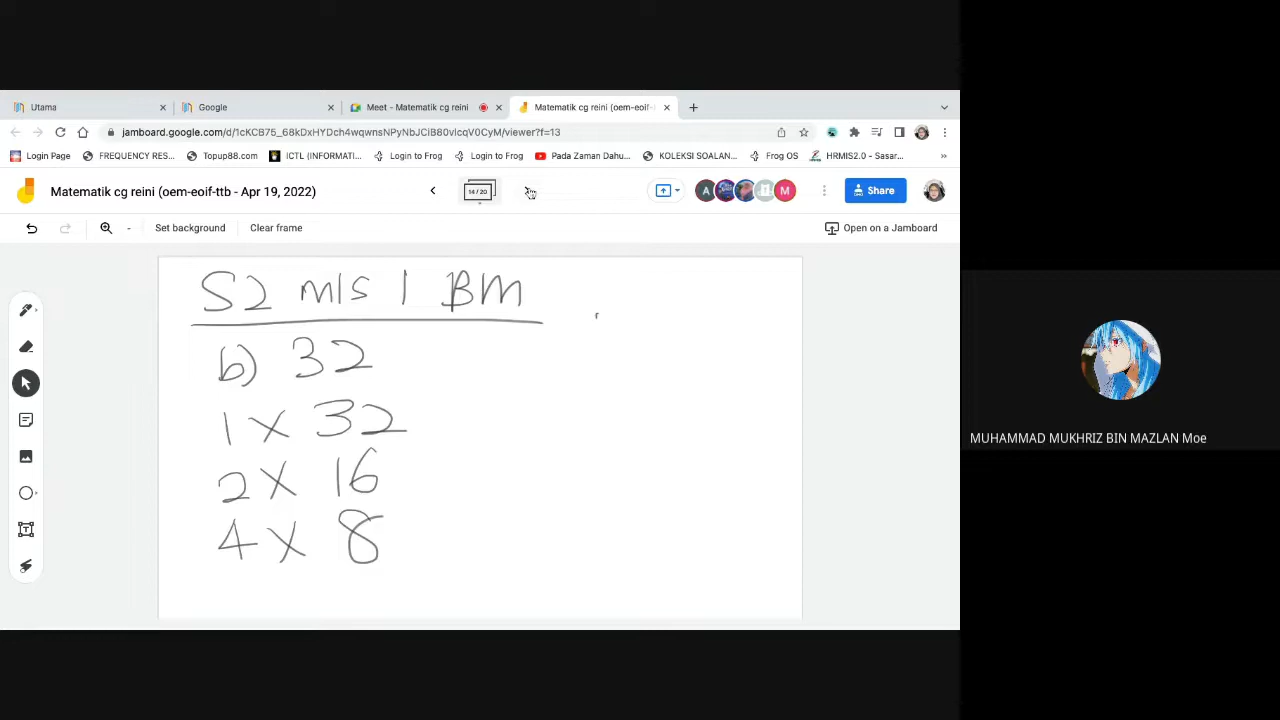 Utama
Google
Meet - Matematik cg reini
Matematik cg reini (oem-eoif-t
jamboard.google.com/d/1cKCB75_68kDxHYDch4wqwnsNPyNbJCiB80vlcqV0CyM/viewer?f=13
Login Page
FREQUENCY RES...
Topup88.com
ICTL (INFORMATI...
Login to Frog
Login to Frog
Pada Zaman Dahu...
KOLEKSI SOALAN...
Frog OS
HRMIS2.0 - Sasar...
»
Matematik cg reini (oem-eoif-ttb - Apr 19, 2022)
14 / 20
A
M
Share
Set background
Clear frame
Open on a Jamboard
S2 m/s 1 BM
b) 32
1 x 32
2 x 16
4 x 8
MUHAMMAD MUKHRIZ BIN MAZLAN Moe